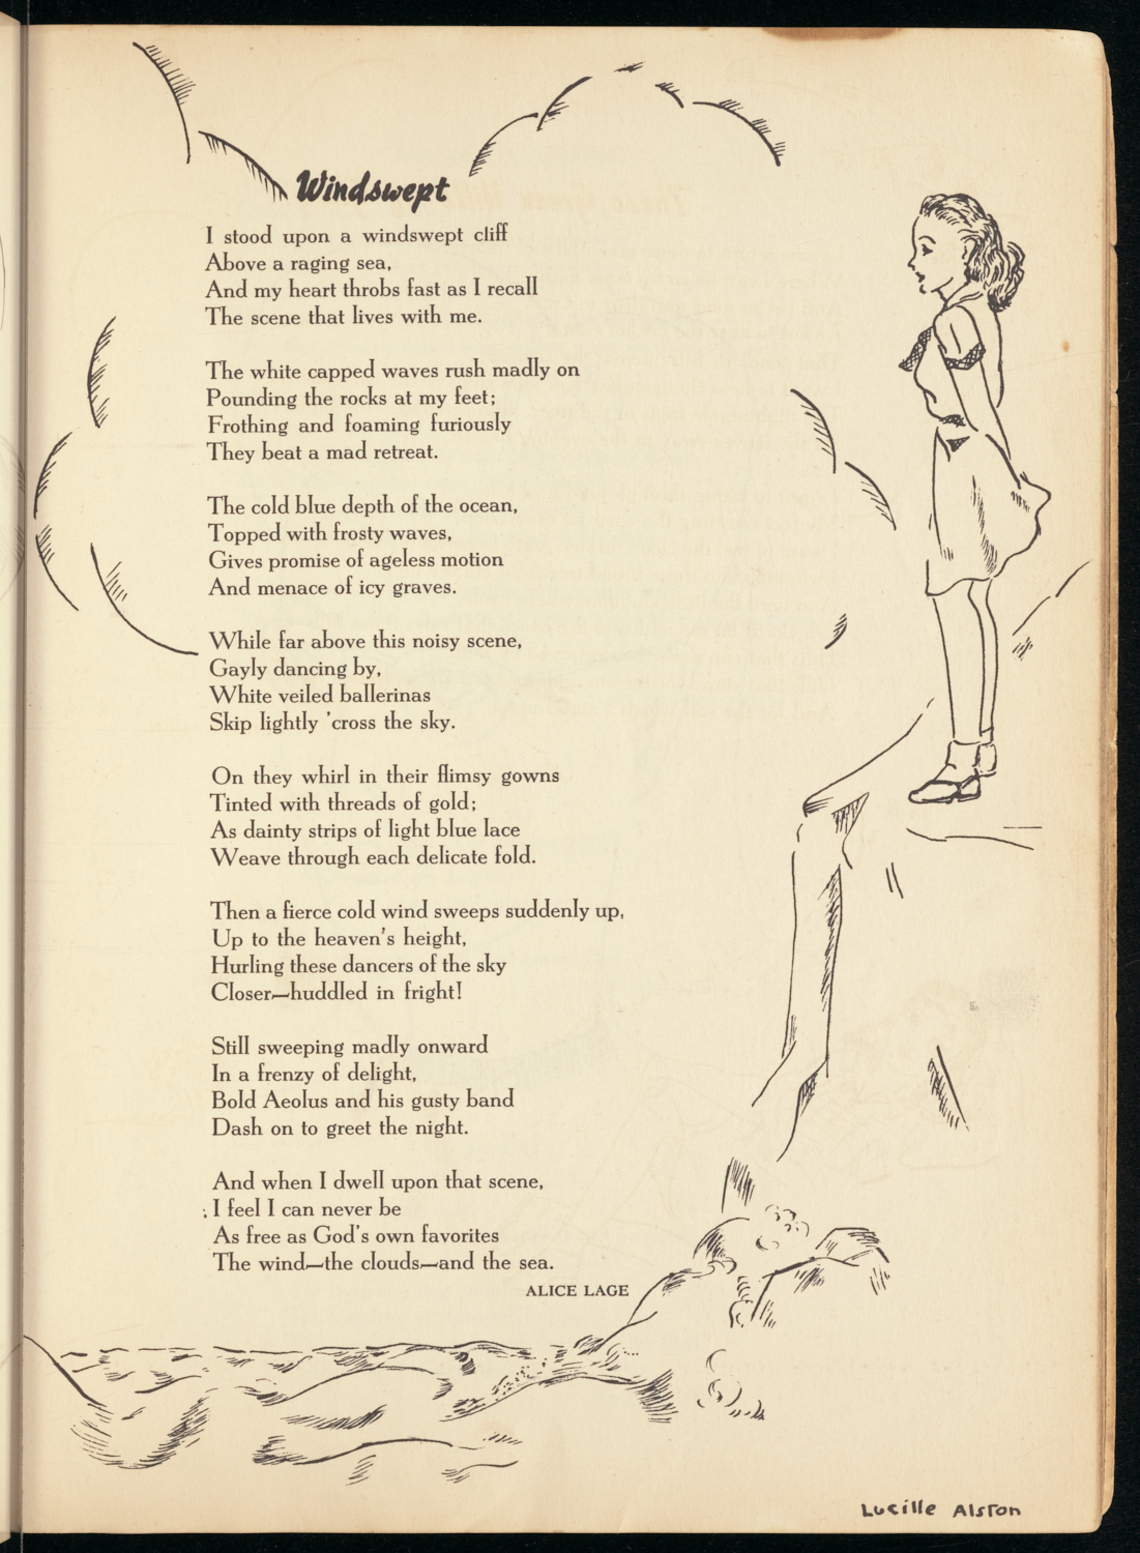 Windswept
I stood upon a windswept cliff
Above a raging sea,
And my heart throbs fast as I recall
The scene that lives with me.
The white capped waves rush madly on
Pounding the rocks at my feet;
Frothing and foaming furiously
They beat a mad retreat.
The cold blue depth of the ocean,
Topped with frosty waves,
Gives promise of ageless motion
And menace of icy graves.
While far above this noisy scene,
Gayly dancing by,
White veiled ballerinas
Skip lightly 'cross the sky.
On they whirl in their flimsy gowns
Tinted with threads of gold;
As dainty strips of light blue lace
Weave through each delicate fold.
Then a fierce cold wind sweeps suddenly up,
Up to the heaven's height,
Hurling these dancers of the sky
Closer—huddled in fright!
Still sweeping madly onward
In a frenzy of delight,
Bold Aeolus and his gusty band
Dash on to greet the night.
And when I dwell upon that scene,
I feel I can never be
As free as God's own favorites
The wind—the clouds—and the sea.
ALICE LAGE
Lucille Alston